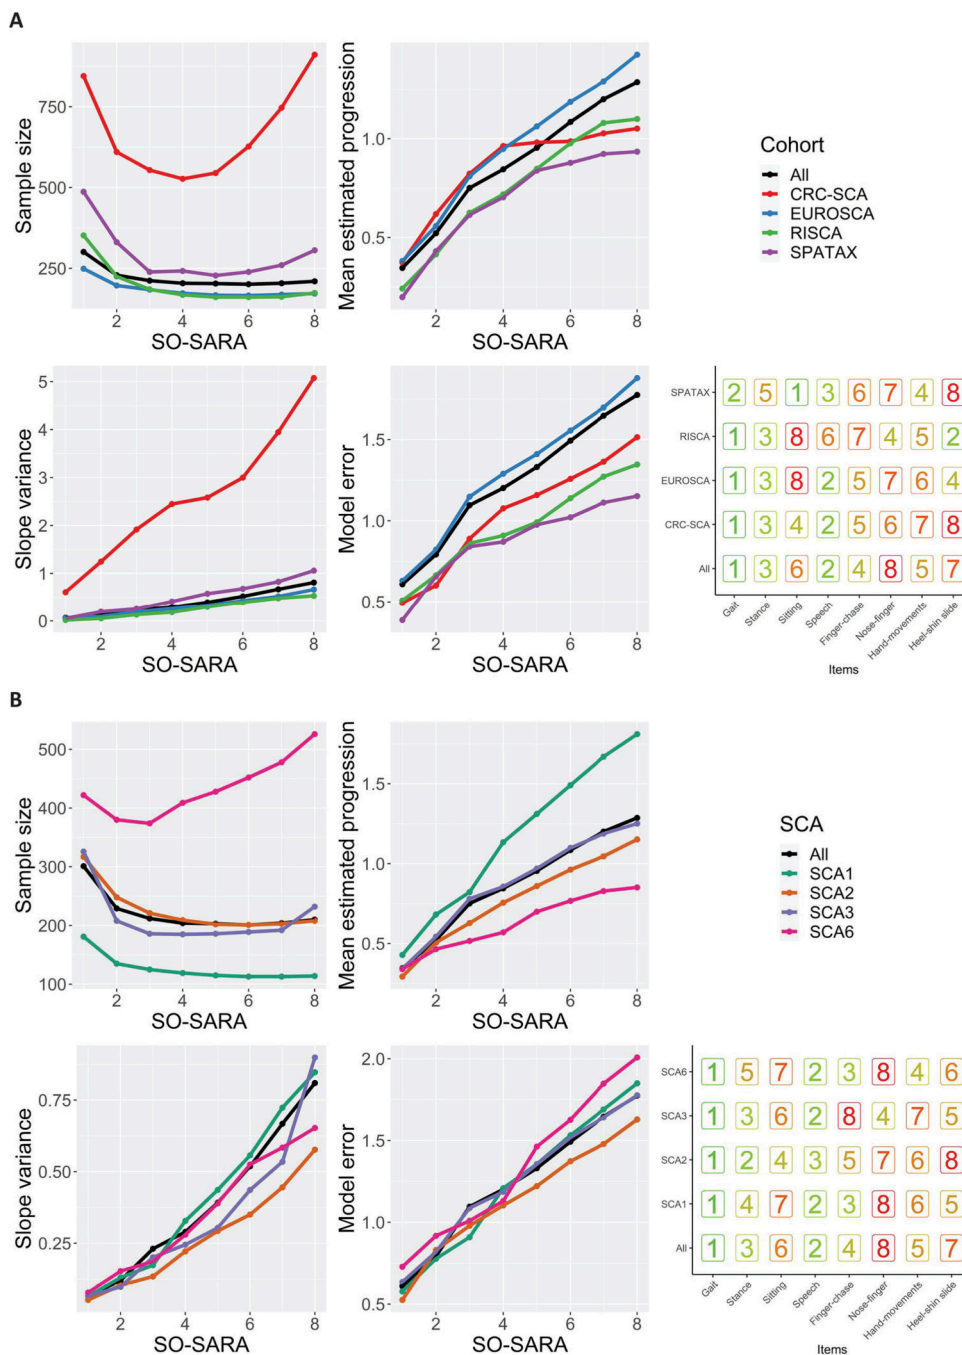 A
Sample size
750
500
250
2 4 6 8
SO-SARA
Mean estimated progression
1.0
0.5
2 4 6 8
SO-SARA
Cohort
All
CRC-SCA
EUROSCA
RISCA
SPATAX
Slope variance
5
4
3
2
1
0
2 4 6 8
SO-SARA
Model error
1.5
1.0
0.5
2 4 6 8
SO-SARA
SPATAX 2 5 1 3 6 7 4 8
RISCA 1 3 8 6 7 4 5 2
EUROSCA 1 3 8 2 5 7 6 4
CRC-SCA 1 3 4 2 5 6 7 8
All 1 3 6 2 4 8 5 7
Gait Stance Sitting Speech Finger-chase Nose-finger Hand-movements Heel-shin slide
Items
B
Sample size
500
400
300
200
100
2 4 6 8
SO-SARA
Mean estimated progression
1.5
1.0
0.5
2 4 6 8
SO-SARA
SCA
All
SCA1
SCA2
SCA3
SCA6
Slope variance
0.75
0.50
0.25
2 4 6 8
SO-SARA
Model error
2.0
1.5
1.0
0.5
2 4 6 8
SO-SARA
SCA6 1 5 7 2 3 8 4 6
SCA3 1 3 6 2 8 4 7 5
SCA2 1 2 4 3 5 7 6 8
SCA1 1 4 7 2 3 8 6 5
All 1 3 6 2 4 8 5 7
Gait Stance Sitting Speech Finger-chase Nose-finger Hand-movements Heel-shin slide
Items